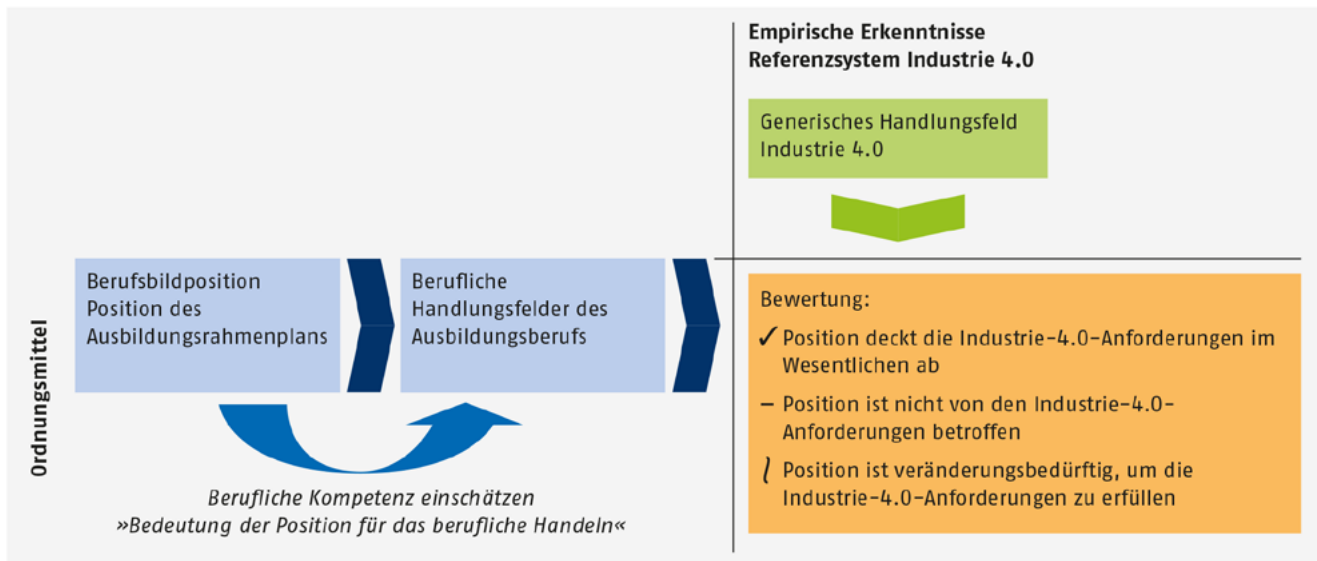 Empirische Erkenntnisse
Referenzsystem Industrie 4.0
Generisches Handlungsfeld
Industrie 4.0
Ordnungsmittel
Berufsbildposition
Position des
Ausbildungsrahmenplans
Berufliche
Handlungsfelder des
Ausbildungsberufs
Berufliche Kompetenz einschätzen
»Bedeutung der Position für das berufliche Handeln«
Bewertung:
✓ Position deckt die Industrie-4.0-Anforderungen im
Wesentlichen ab
– Position ist nicht von den Industrie-4.0-
Anforderungen betroffen
≀ Position ist veränderungsbedürftig, um die
Industrie-4.0-Anforderungen zu erfüllen